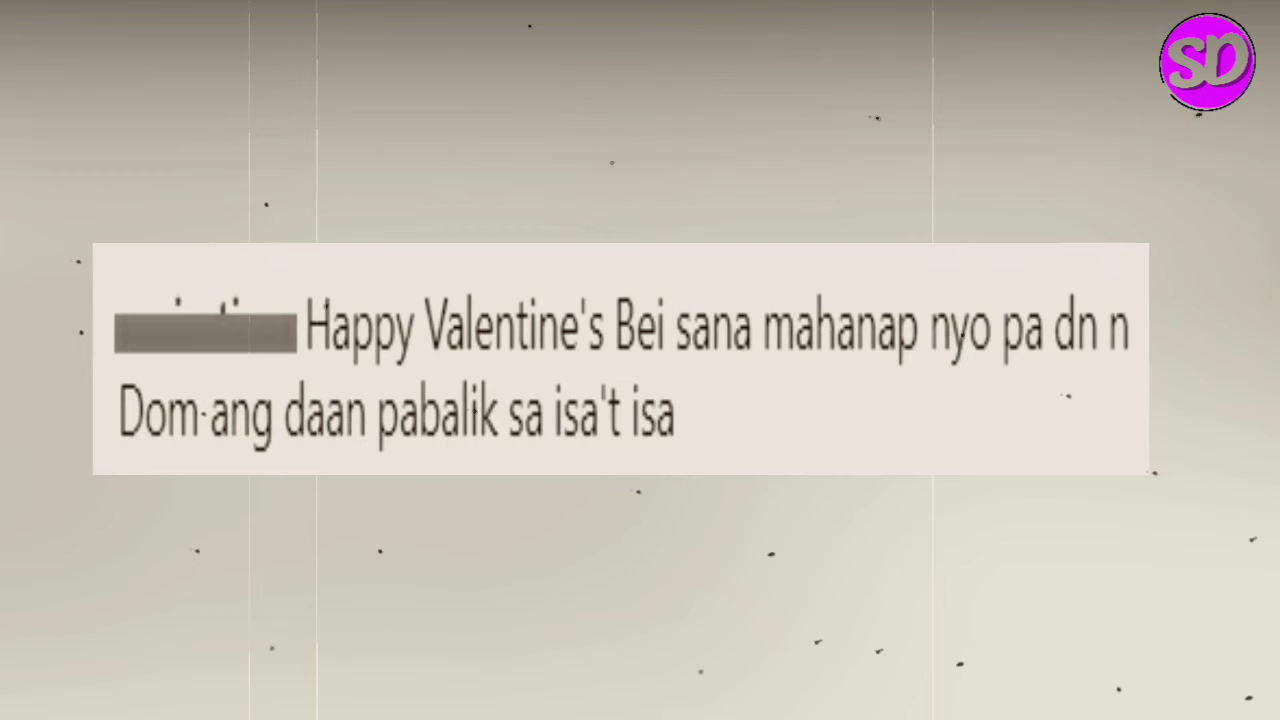 SD
Happy Valentine's Bei sana mahanap nyo pa dn n
Dom ang daan pabalik sa isa't isa